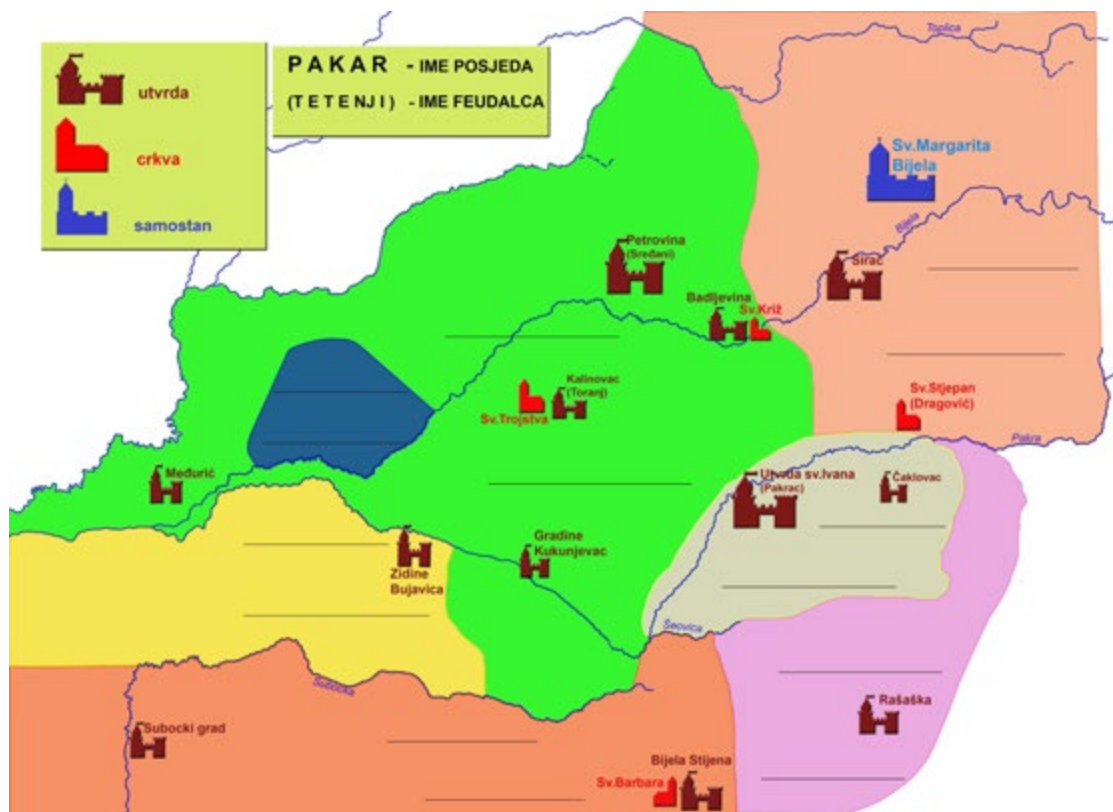 utvrda
crkva
samostan
PAKAR - IME POSJEDA
(TETENJI) - IME FEUDALCA
Toplica
Sv.Margarita
Bijela
Bijela
Petrovina
(Sređani)
Sirač
Badljevina
Sv.Križ
Kalinovac
(Toranj)
Sv.Trojstva
Sv.Stjepan
(Dragović)
Pakra
Međurić
Utvrda sv.Ivana
(Pakrac)
Čaklovac
Gradine
Kukunjevac
Zidine
Bujavica
Šeovica
Subocka
Rašaška
Subocki grad
Bijela Stijena
Sv.Barbara